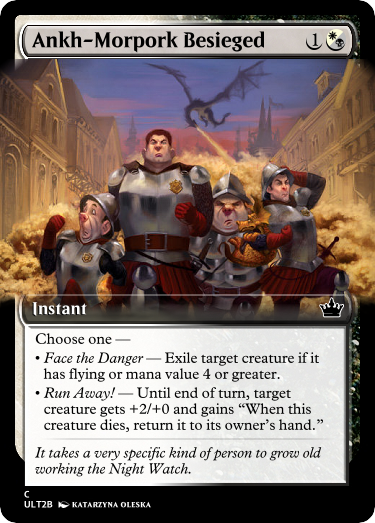 Ankh-Morpork Besieged 1
Instant
Choose one —
• Face the Danger — Exile target creature if it
has flying or mana value 4 or greater.
• Run Away! — Until end of turn, target
creature gets +2/+0 and gains “When this
creature dies, return it to its owner's hand.”
It takes a very specific kind of person to grow old
working the Night Watch.
C
ULT2B KATARZYNA OLESKA